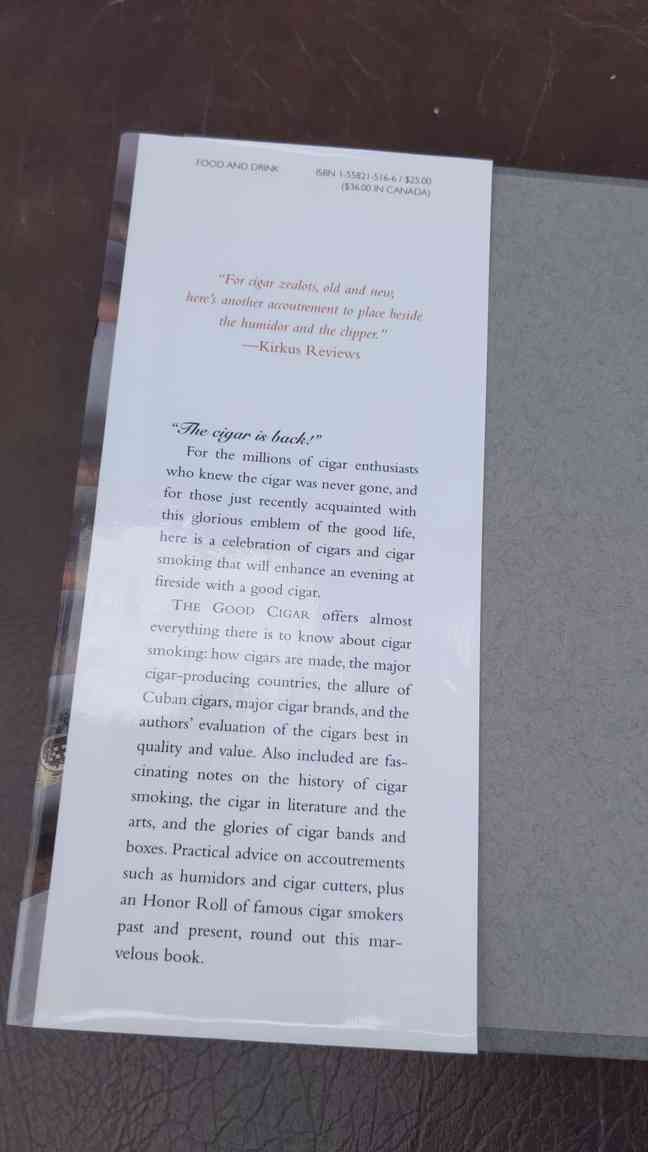 FOOD AND DRINK
ISBN 1-55821-516-6 / $25.00
($36.00 IN CANADA)
"For cigar zealots, old and new,
here's another accoutrement to place beside
the humidor and the clipper."
—Kirkus Reviews
"The cigar is back!"
For the millions of cigar enthusiasts
who knew the cigar was never gone, and
for those just recently acquainted with
this glorious emblem of the good life,
here is a celebration of cigars and cigar
smoking that will enhance an evening at
fireside with a good cigar.
THE GOOD CIGAR offers almost
everything there is to know about cigar
smoking: how cigars are made, the major
cigar-producing countries, the allure of
Cuban cigars, major cigar brands, and the
authors' evaluation of the cigars best in
quality and value. Also included are fas-
cinating notes on the history of cigar
smoking, the cigar in literature and the
arts, and the glories of cigar bands and
boxes. Practical advice on accoutrements
such as humidors and cigar cutters, plus
an Honor Roll of famous cigar smokers
past and present, round out this mar-
velous book.